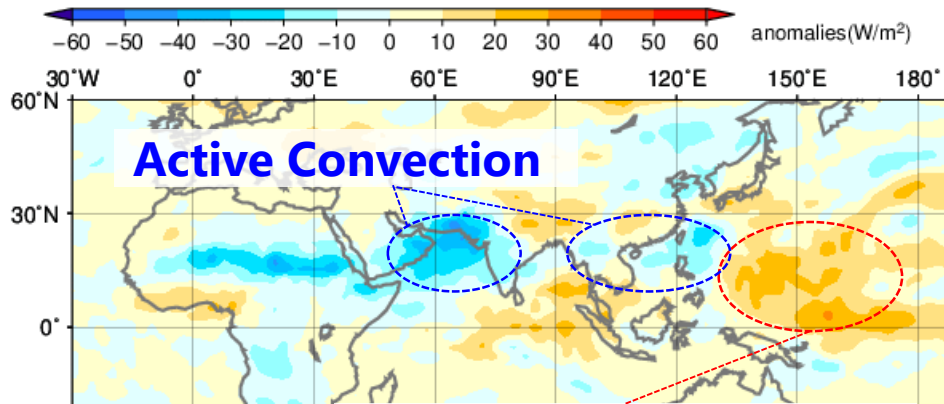 −60 −50 −40 −30 −20 −10 0 10 20 30 40 50 60 anomalies(W/m²)
30˚W 0˚ 30˚E 60˚E 90˚E 120˚E 150˚E 180˚
60˚N
Active Convection
30˚N
0˚